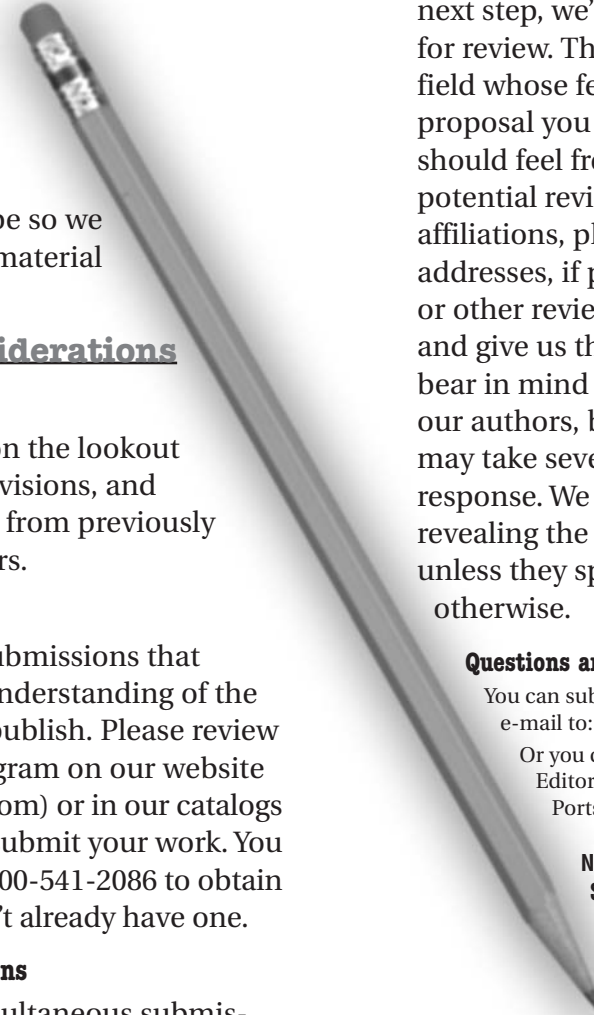 be so we
material
iderations
on the lookout
visions, and
from previously
rs.
ubmissions that
nderstanding of the
publish. Please review
gram on our website
om) or in our catalogs
submit your work. You
00-541-2086 to obtain
't already have one.
ns
ultaneous submis-
next step, we'
for review. Th
field whose fe
proposal you
should feel fre
potential revi
affiliations, pl
addresses, if p
or other revie
and give us th
bear in mind
our authors, b
may take seve
response. We
revealing the
unless they sp
otherwise.
Questions a
You can sub
e-mail to:
Or you c
Editor
Ports
N
S